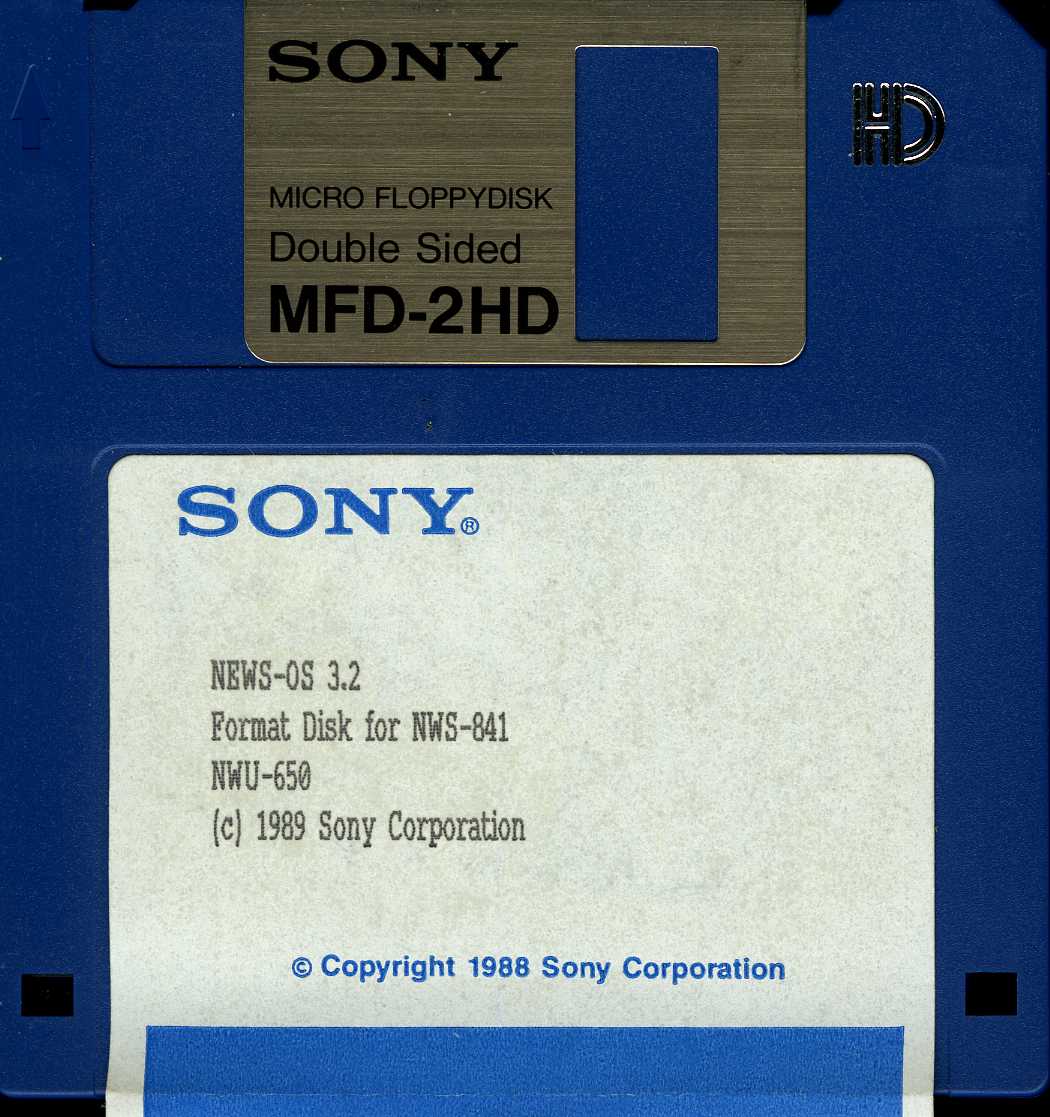 SONY
HD
MICRO FLOPPYDISK
Double Sided
MFD-2HD
SONY®
NEWS-OS 3.2
Format Disk for NWS-841
NWU-650
(c) 1989 Sony Corporation
© Copyright 1988 Sony Corporation